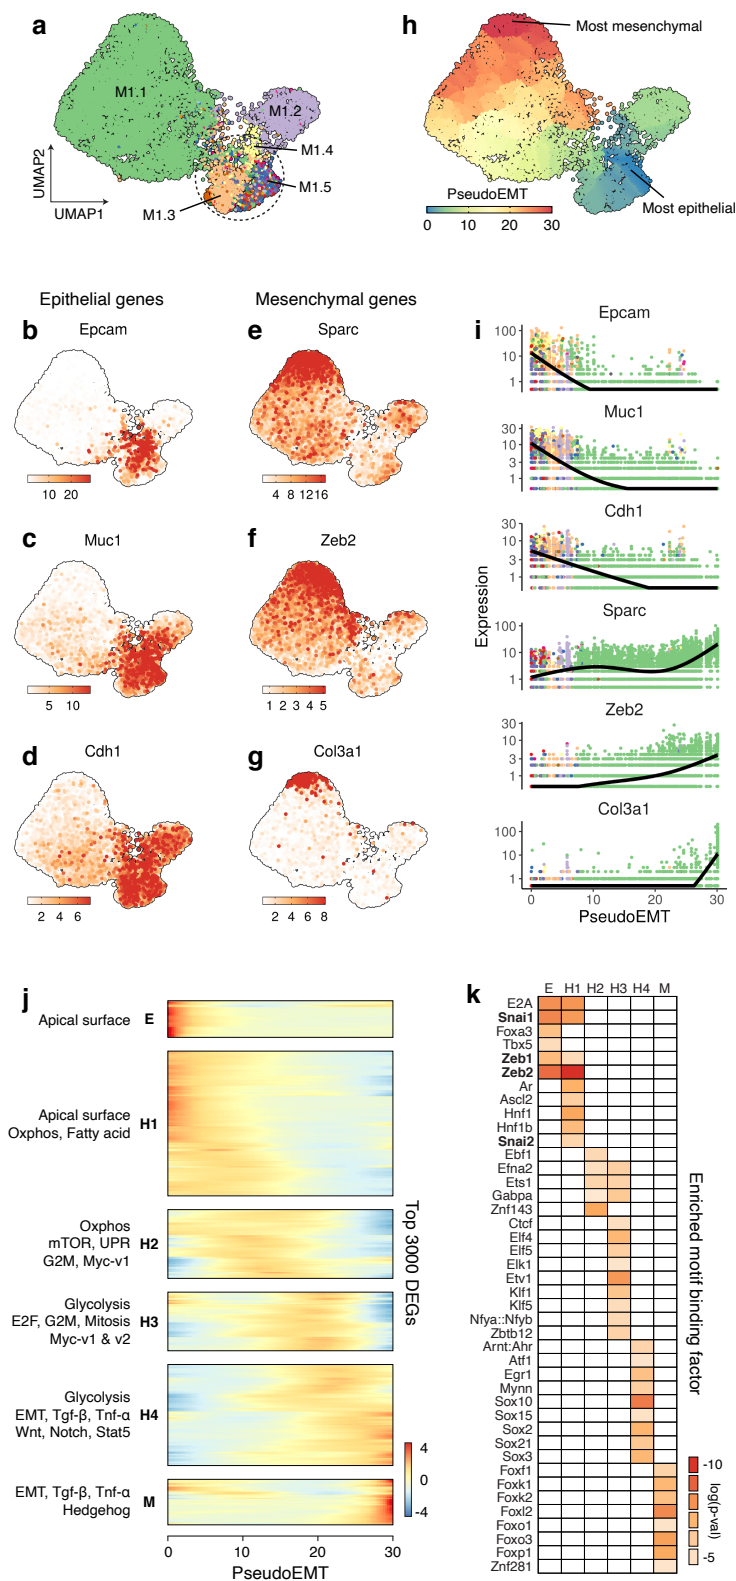 a
M1.1
M1.2
M1.4
M1.5
M1.3
UMAP2
UMAP1
h
Most mesenchymal
PseudoEMT
0 10 20 30
Most epithelial
Epithelial genes
Mesenchymal genes
b
Epcam
10 20
e
Sparc
4 8 12 16
c
Muc1
5 10
f
Zeb2
1 2 3 4 5
d
Cdh1
2 4 6
g
Col3a1
2 4 6 8
i
Expression
Epcam
100
10
1
Muc1
30
10
3
1
Cdh1
30
10
3
1
Sparc
100
10
1
Zeb2
30
10
3
1
Col3a1
100
10
1
0 10 20 30
PseudoEMT
j
Apical surface
E
Apical surface
Oxphos, Fatty acid
H1
Oxphos
mTOR, UPR
G2M, Myc-v1
H2
Glycolysis
E2F, G2M, Mitosis
Myc-v1 & v2
H3
Glycolysis
EMT, Tgf-β, Tnf-α
Wnt, Notch, Stat5
H4
EMT, Tgf-β, Tnf-α
Hedgehog
M
Top 3000 DEGs
4
2
0
-4
0 10 20 30
PseudoEMT
k
E H1 H2 H3 H4 M
E2A
Snai1
Foxa3
Tbx5
Zeb1
Zeb2
Ar
Ascl2
Hnf1
Hnf1b
Snai2
Ebf1
Efna2
Ets1
Gabpa
Znf143
Ctcf
Elf4
Elf5
Elk1
Etv1
Klf1
Klf5
Nfya::Nfyb
Zbtb12
Arnt:Ahr
Atf1
Egr1
Mynn
Sox10
Sox15
Sox2
Sox21
Sox3
Foxf1
Foxk1
Foxk2
Foxl2
Foxo1
Foxo3
Foxp1
Znf281
Enriched motif binding factor
-10
log(p-val)
-5